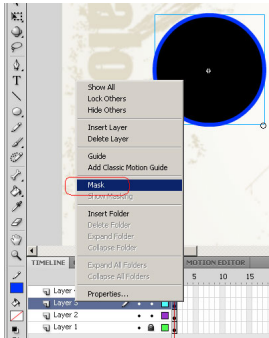 T
Show All
Lock Others
Hide Others
Insert Layer
Delete Layer
Guide
Add Classic Motion Guide
Mask
Show Masking
Insert Folder
Delete Folder
Expand Folder
Collapse Folder
Expand All Folders
Collapse All Folders
Properties...
TIMELINE
MOTION EDITOR
5 10 15
Layer
Layer 3
Layer 2
Layer 1